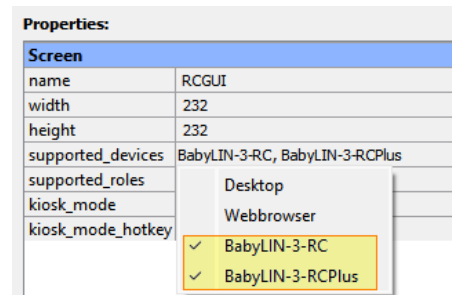 Properties:
Screen
name RCGUI
width 232
height 232
supported_devices BabyLIN-3-RC, BabyLIN-3-RCPlus
supported_roles
Desktop
kiosk_mode
Webbrowser
kiosk_mode_hotkey
BabyLIN-3-RC
BabyLIN-3-RCPlus